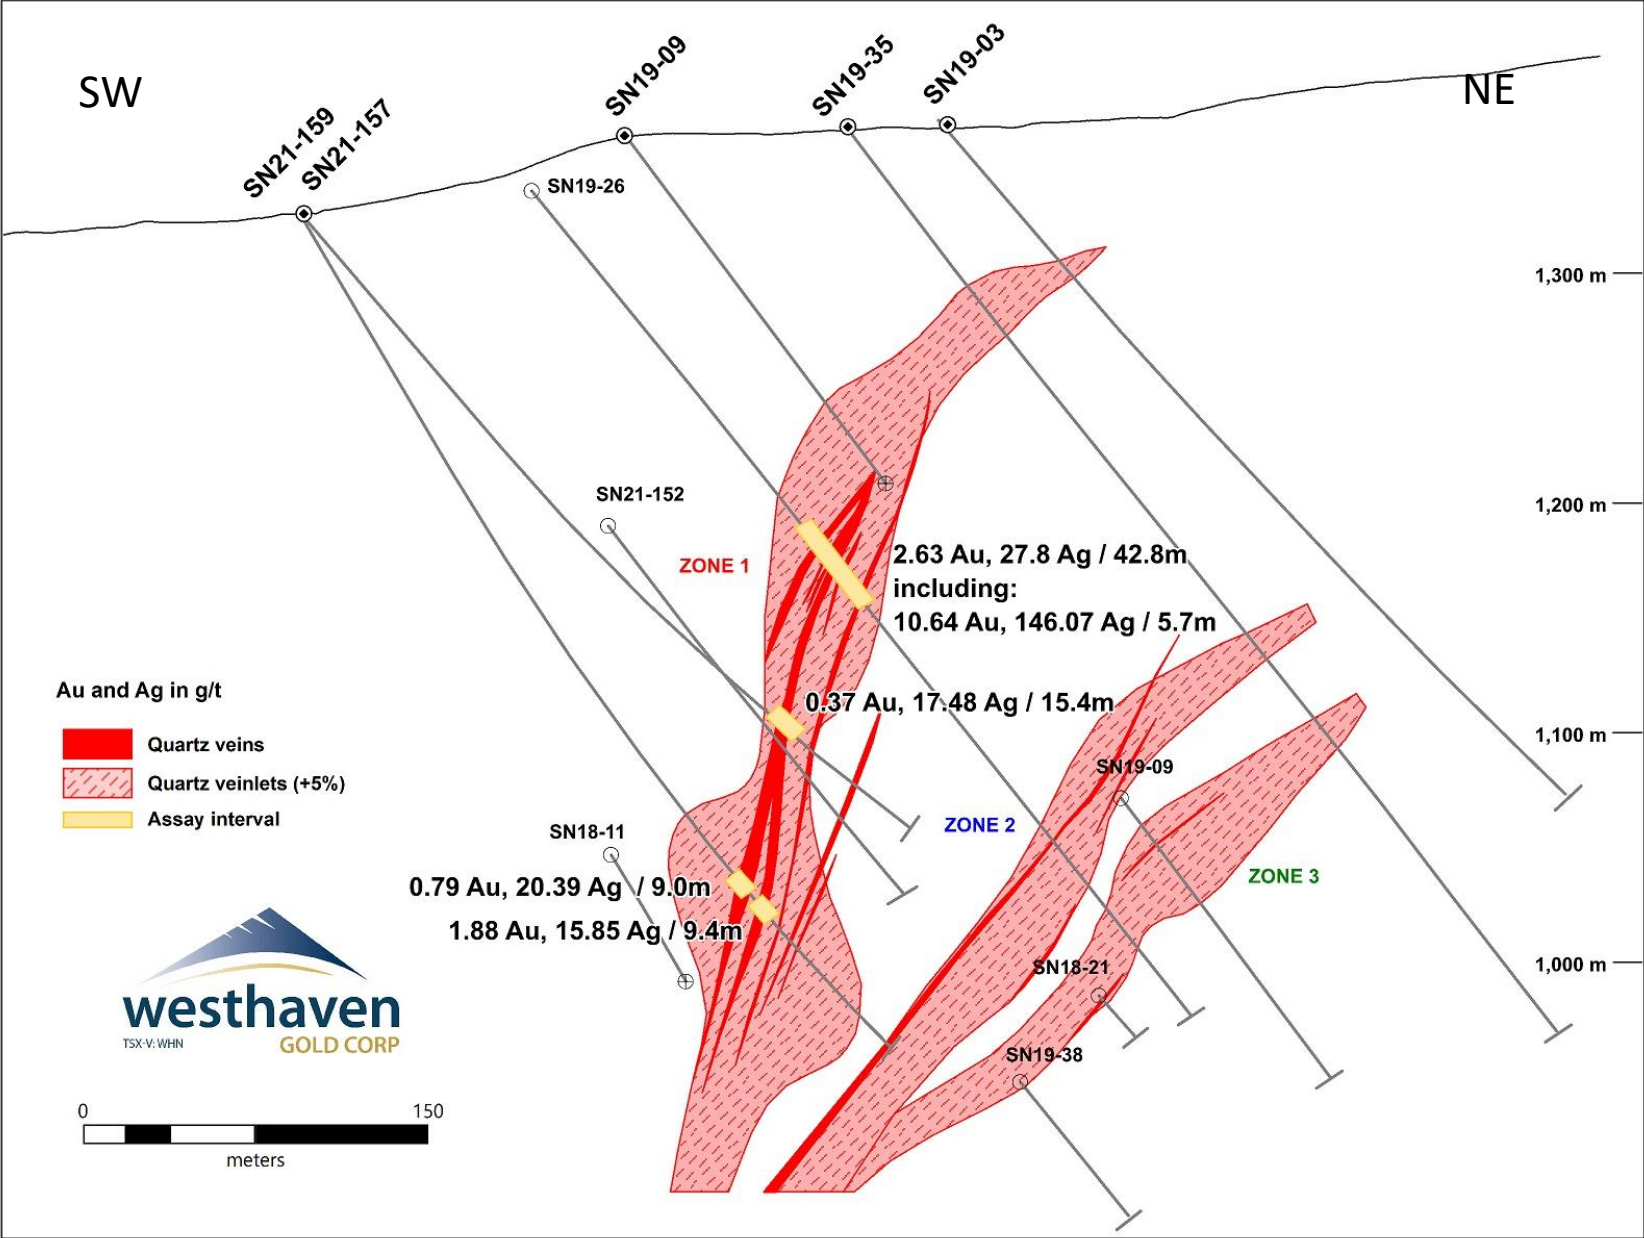 SW
NE
SN21-159
SN21-157
SN19-09
SN19-35
SN19-03
SN19-26
1,300 m
SN21-152
1,200 m
ZONE 1
2.63 Au, 27.8 Ag / 42.8m
including:
10.64 Au, 146.07 Ag / 5.7m
0.37 Au, 17.48 Ag / 15.4m
1,100 m
Au and Ag in g/t
Quartz veins
Quartz veinlets (+5%)
Assay interval
SN19-09
ZONE 2
SN18-11
ZONE 3
0.79 Au, 20.39 Ag / 9.0m
1.88 Au, 15.85 Ag / 9.4m
SN18-21
1,000 m
westhaven
TSX-V: WHN
GOLD CORP
SN19-38
0
150
meters